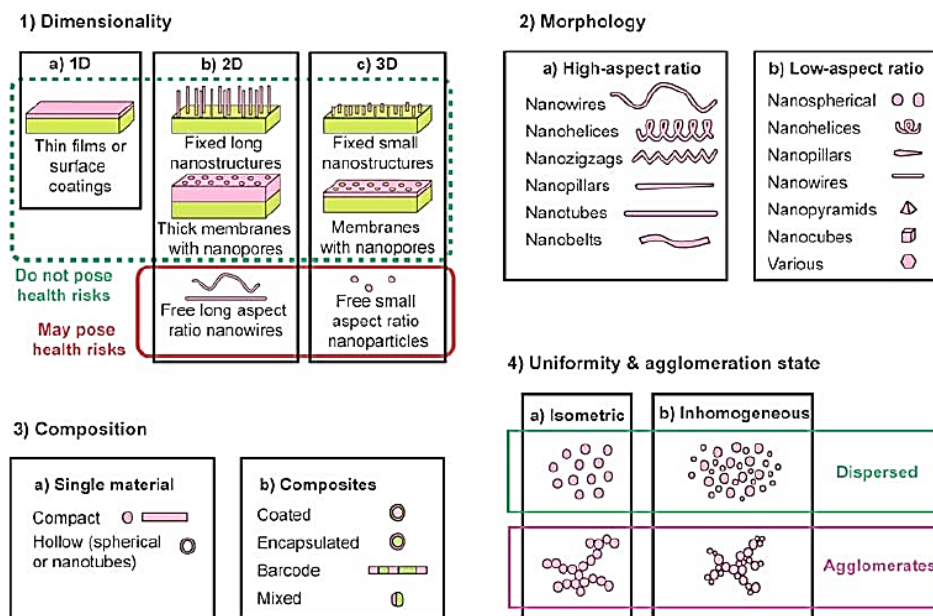 1) Dimensionality
a) 1D
b) 2D
c) 3D
Thin films or
surface
coatings
Fixed long
nanostructures
Thick membranes
with nanopores
Fixed small
nanostructures
Membranes
with nanopores
Do not pose
health risks
May pose
health risks
Free long aspect
ratio nanowires
Free small
aspect ratio
nanoparticles
2) Morphology
a) High-aspect ratio
Nanowires
Nanohelices
Nanozigzags
Nanopillars
Nanotubes
Nanobelts
b) Low-aspect ratio
Nanospherical
Nanohelices
Nanopillars
Nanowires
Nanopyramids
Nanocubes
Various
3) Composition
a) Single material
Compact
Hollow (spherical
or nanotubes)
b) Composites
Coated
Encapsulated
Barcode
Mixed
4) Uniformity & agglomeration state
a) Isometric
b) Inhomogeneous
Dispersed
Agglomerates